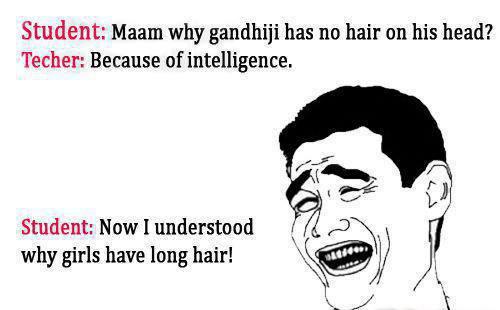 Student: Maam why gandhiji has no hair on his head?
Techer: Because of intelligence.
Student: Now I understood
why girls have long hair!